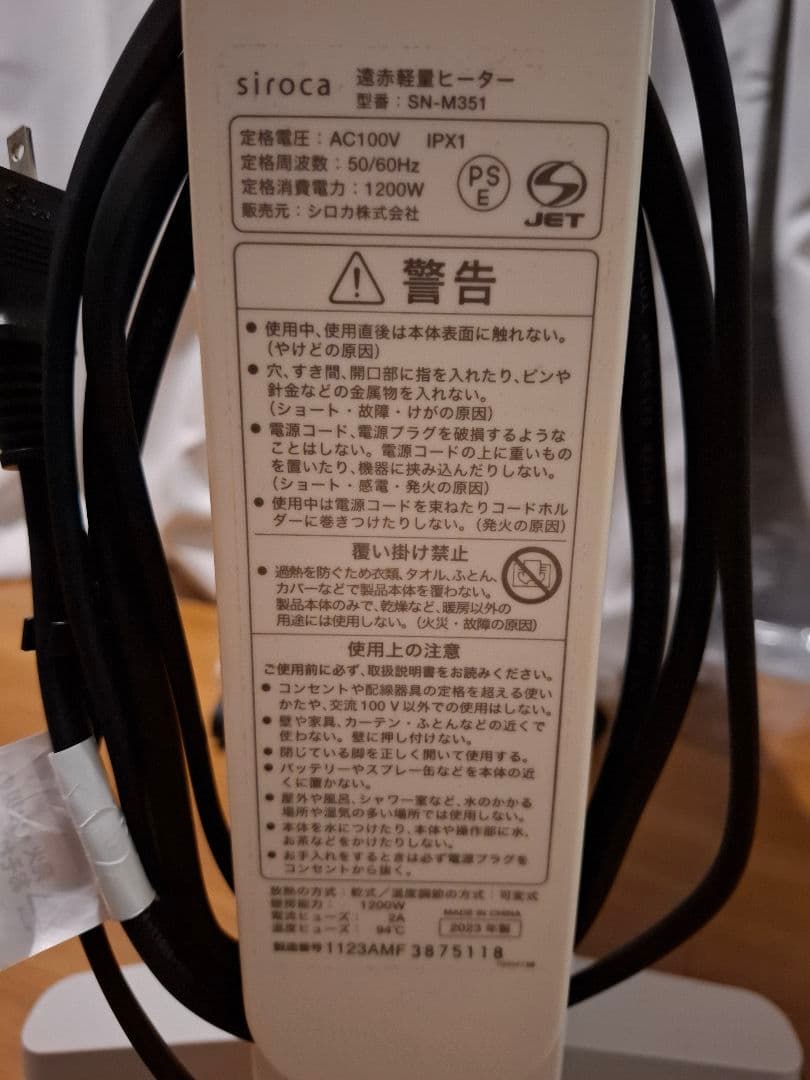 siroca 遠赤軽量ヒーター
型番：SN-M351
定格電圧：AC100V IPX1
定格周波数：50/60Hz
定格消費電力：1200W
販売元：シロカ株式会社
PS
E
JET
警告
● 使用中、使用直後は本体表面に触れない。
（やけどの原因）
● 穴、すき間、開口部に指を入れたり、ピンや
針金などの金属物を入れない。
（ショート・故障・けがの原因）
● 電源コード、電源プラグを破損するような
ことはしない。電源コードの上に重いもの
を置いたり、機器に挟み込んだりしない。
（ショート・感電・発火の原因）
● 使用中は電源コードを束ねたりコードホル
ダーに巻きつけたりしない。（発火の原因）
覆い掛け禁止
● 過熱を防ぐため衣類、タオル、ふとん、
カバーなどで製品本体を覆わない。
製品本体のみで、乾燥など、暖房以外の
用途には使用しない。（火災・故障の原因）
使用上の注意
ご使用前に必ず、取扱説明書をお読みください。
● コンセントや配線器具の定格を超える使い
かたや、交流100V以外での使用はしない。
● 壁や家具、カーテン・ふとんなどの近くで
使わない。壁に押し付けない。
● 閉じている脚を正しく開いて使用する。
● バッテリーやスプレー缶などを本体の近
くに置かない。
● 屋外や風呂、シャワー室など、水のかかる
場所や湿気の多い場所では使用しない。
● 本体を水につけたり、本体や操作部に水、
お茶などをかけたりしない。
● お手入れをするときは必ず電源プラグを
コンセントから抜く。
放熱の方式：乾式／温度調節の方式：可変式
暖房能力：1200W
電流ヒューズ：2A
温度ヒューズ：94℃
MADE IN CHINA
2023年製
製造番号 1123AMF 3875118